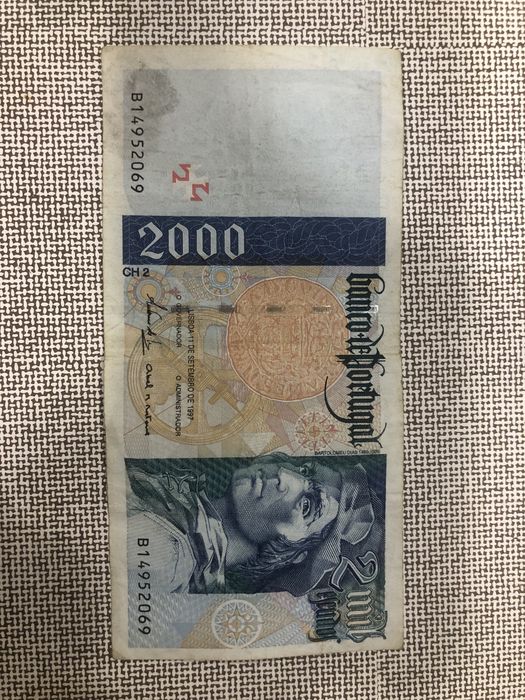 Banco de Portugal
BARTOLOMEU DIAS
B14952069
2000
CH 2
LISBOA 11 DE SETEMBRO DE 1997
O GOVERNADOR
O ADMINISTRADOR
2 mil
B14952069